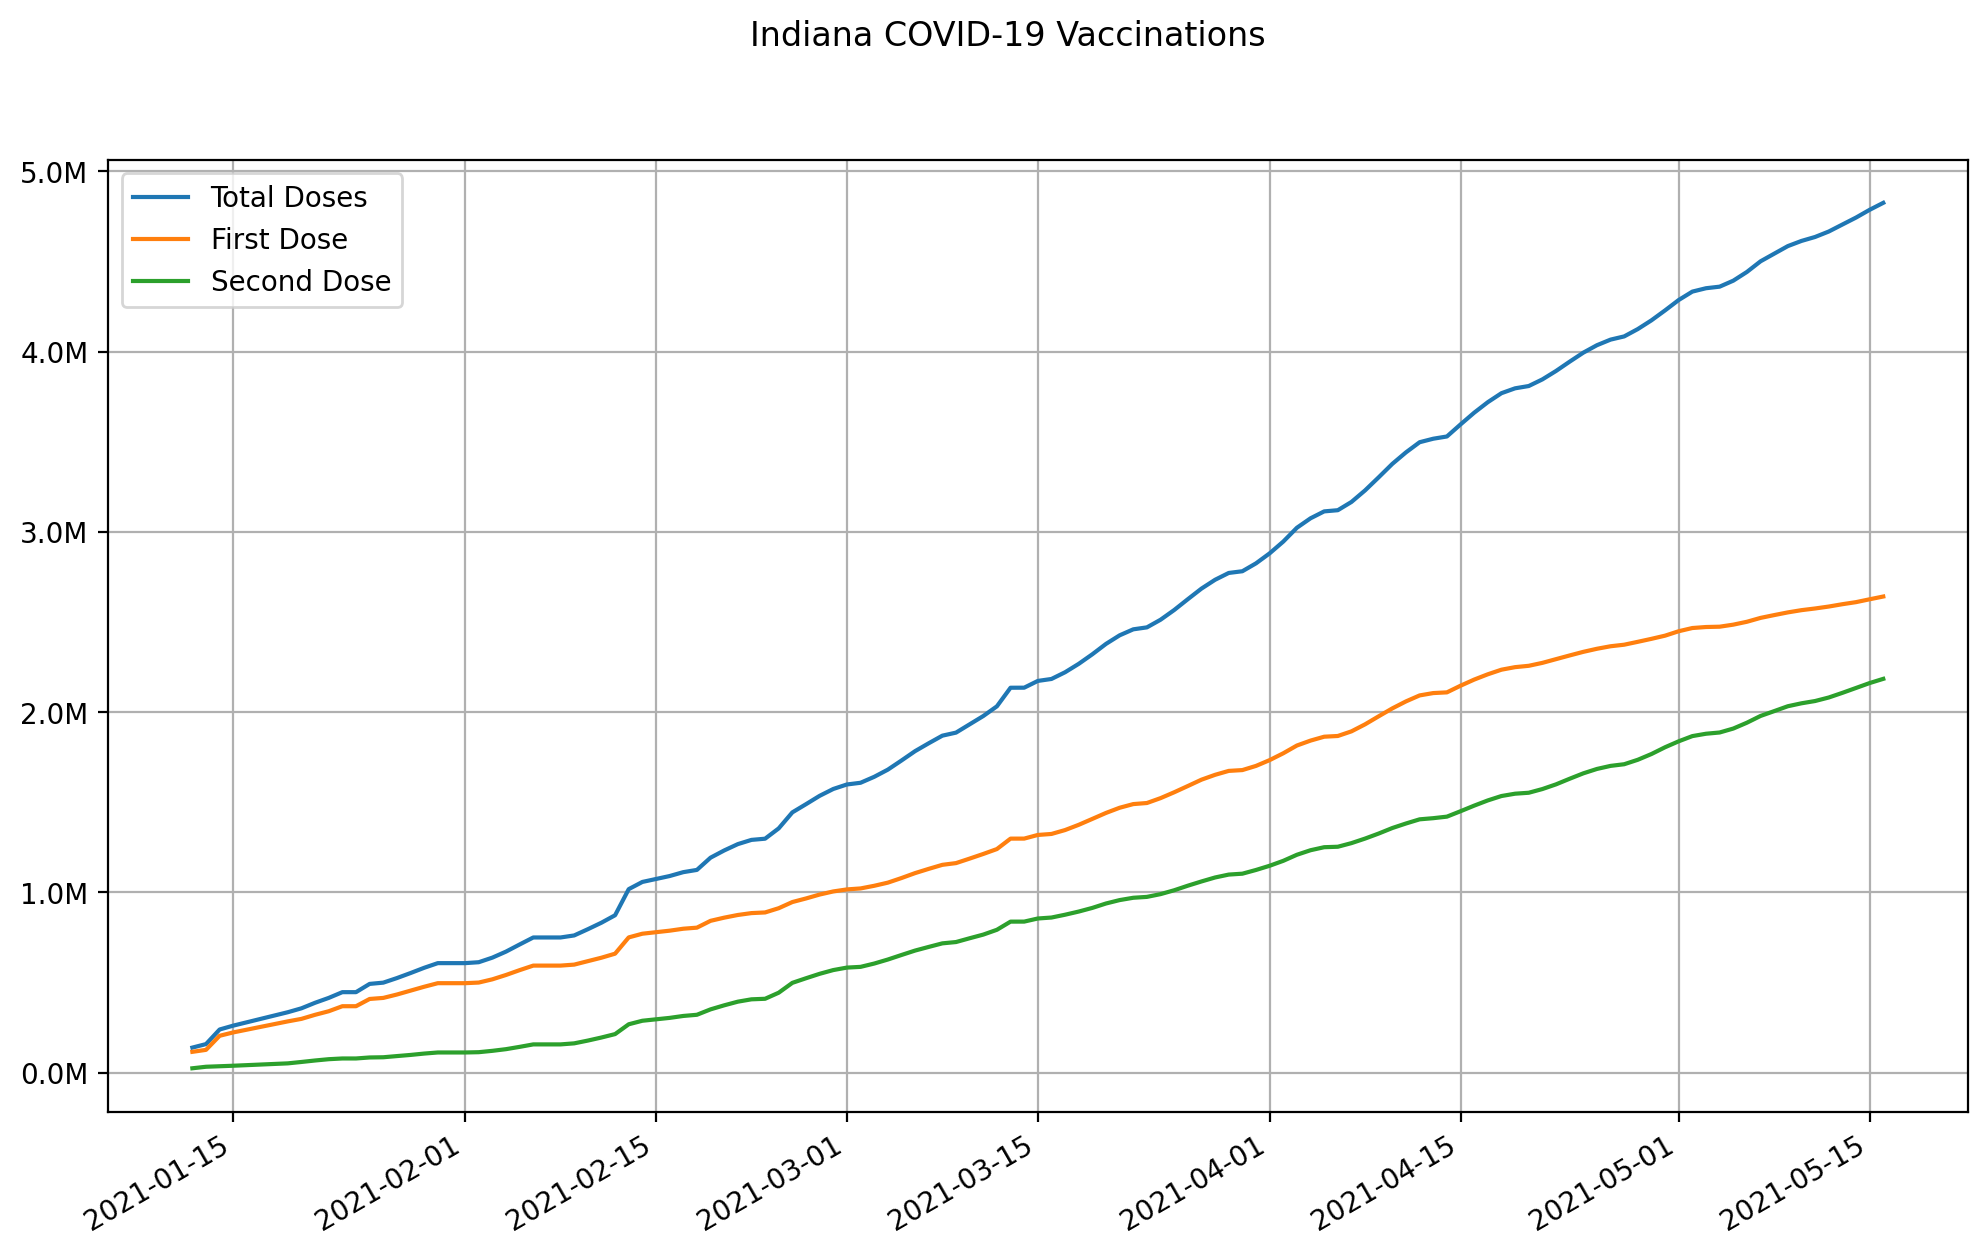 Indiana COVID-19 Vaccinations
5.0M
4.0M
3.0M
2.0M
1.0M
0.0M
Total Doses
First Dose
Second Dose
2021-01-15
2021-02-01
2021-02-15
2021-03-01
2021-03-15
2021-04-01
2021-04-15
2021-05-01
2021-05-15